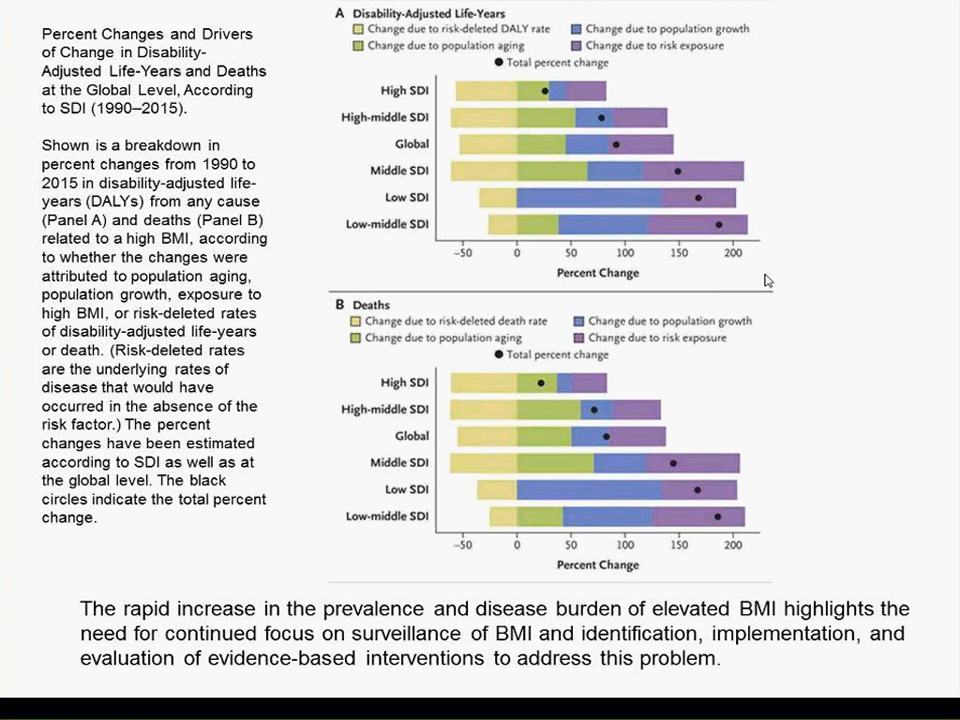 Percent Changes and Drivers
of Change in Disability-
Adjusted Life-Years and Deaths
at the Global Level, According
to SDI (1990–2015).
Shown is a breakdown in
percent changes from 1990 to
2015 in disability-adjusted life-
years (DALYs) from any cause
(Panel A) and deaths (Panel B)
related to a high BMI, according
to whether the changes were
attributed to population aging,
population growth, exposure to
high BMI, or risk-deleted rates
of disability-adjusted life-years
or death. (Risk-deleted rates
are the underlying rates of
disease that would have
occurred in the absence of the
risk factor.) The percent
changes have been estimated
according to SDI as well as at
the global level. The black
circles indicate the total percent
change.
A Disability-Adjusted Life-Years
Change due to risk-deleted DALY rate Change due to population growth
Change due to population aging Change due to risk exposure
Total percent change
High SDI
High-middle SDI
Global
Middle SDI
Low SDI
Low-middle SDI
−50 0 50 100 150 200
Percent Change
B Deaths
Change due to risk-deleted death rate Change due to population growth
Change due to population aging Change due to risk exposure
Total percent change
High SDI
High-middle SDI
Global
Middle SDI
Low SDI
Low-middle SDI
−50 0 50 100 150 200
Percent Change
The rapid increase in the prevalence and disease burden of elevated BMI highlights the
need for continued focus on surveillance of BMI and identification, implementation, and
evaluation of evidence-based interventions to address this problem.